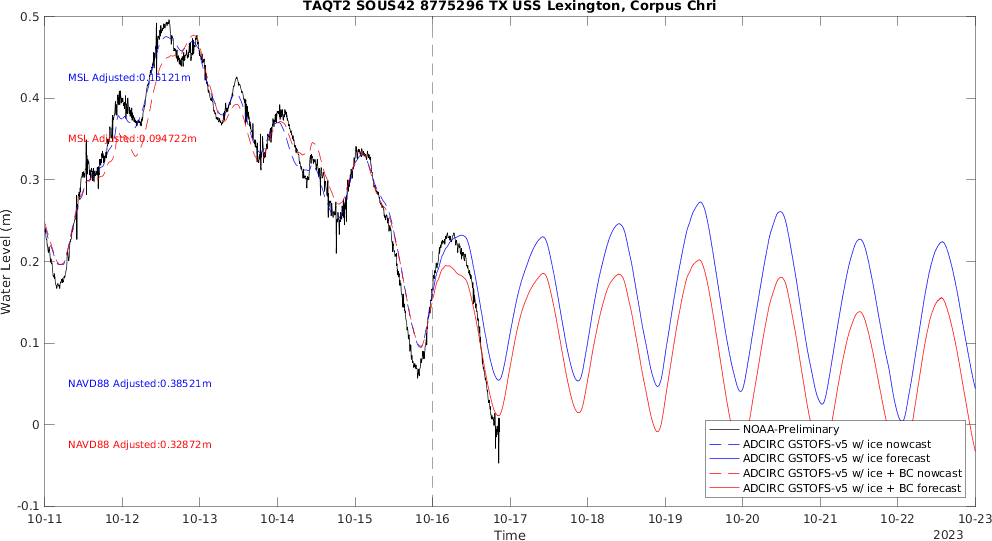 TAQT2 SOUS42 8775296 TX USS Lexington, Corpus Chri
0.5
0.4
0.3
0.2
0.1
0
-0.1
Water Level (m)
MSL Adjusted:0.15121m
MSL Adjusted:0.094722m
NAVD88 Adjusted:0.38521m
NAVD88 Adjusted:0.32872m
NOAA-Preliminary
ADCIRC GSTOFS-v5 w/ ice nowcast
ADCIRC GSTOFS-v5 w/ ice forecast
ADCIRC GSTOFS-v5 w/ ice + BC nowcast
ADCIRC GSTOFS-v5 w/ ice + BC forecast
10-11 10-12 10-13 10-14 10-15 10-16 10-17 10-18 10-19 10-20 10-21 10-22 10-23
Time
2023